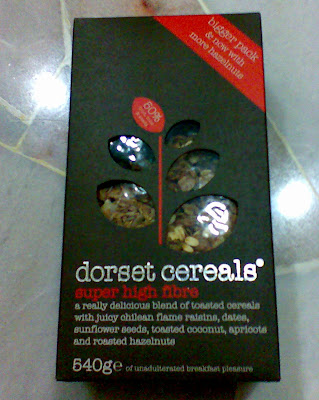 bigger pack
& now with
more hazelnuts
50%
dorset cereals®
super high fibre
a really delicious blend of toasted cereals
with juicy chilean flame raisins, dates,
sunflower seeds, toasted coconut, apricots
and roasted hazelnuts
540g e of unadulterated breakfast pleasure